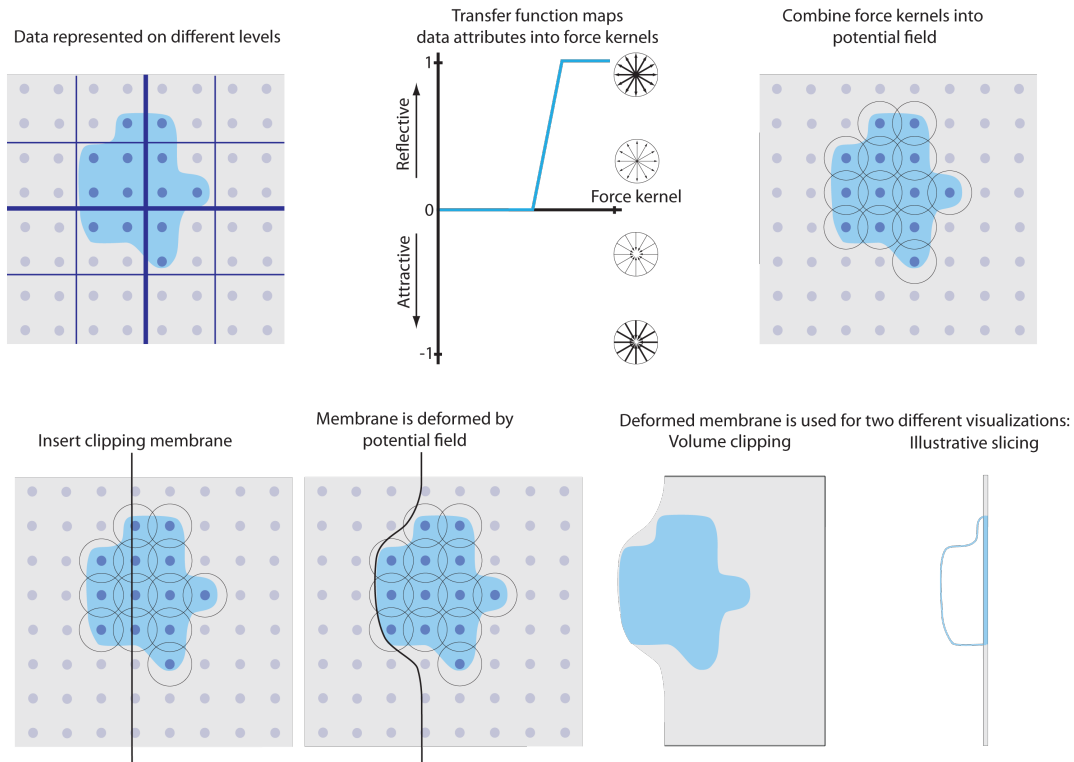 Data represented on different levels
Transfer function maps
data attributes into force kernels
Combine force kernels into
potential field
1
Reflective
Force kernel
0
Attractive
-1
Insert clipping membrane
Membrane is deformed by
potential field
Deformed membrane is used for two different visualizations:
Volume clipping
Illustrative slicing